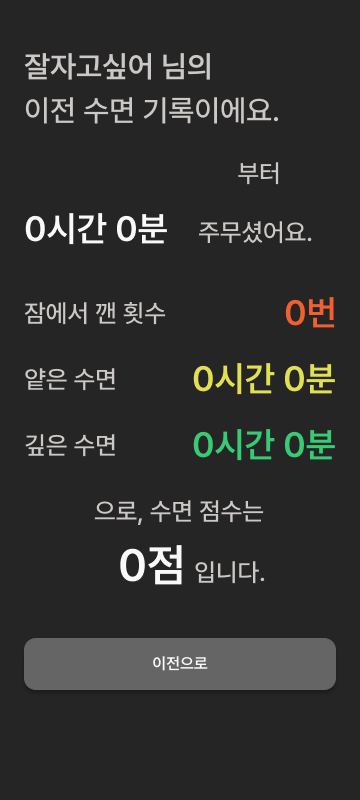 잘자고싶어 님의
이전 수면 기록이에요.
부터
0시간 0분 주무셨어요.
잠에서 깬 횟수 0번
얕은 수면 0시간 0분
깊은 수면 0시간 0분
으로, 수면 점수는
0점 입니다.
이전으로